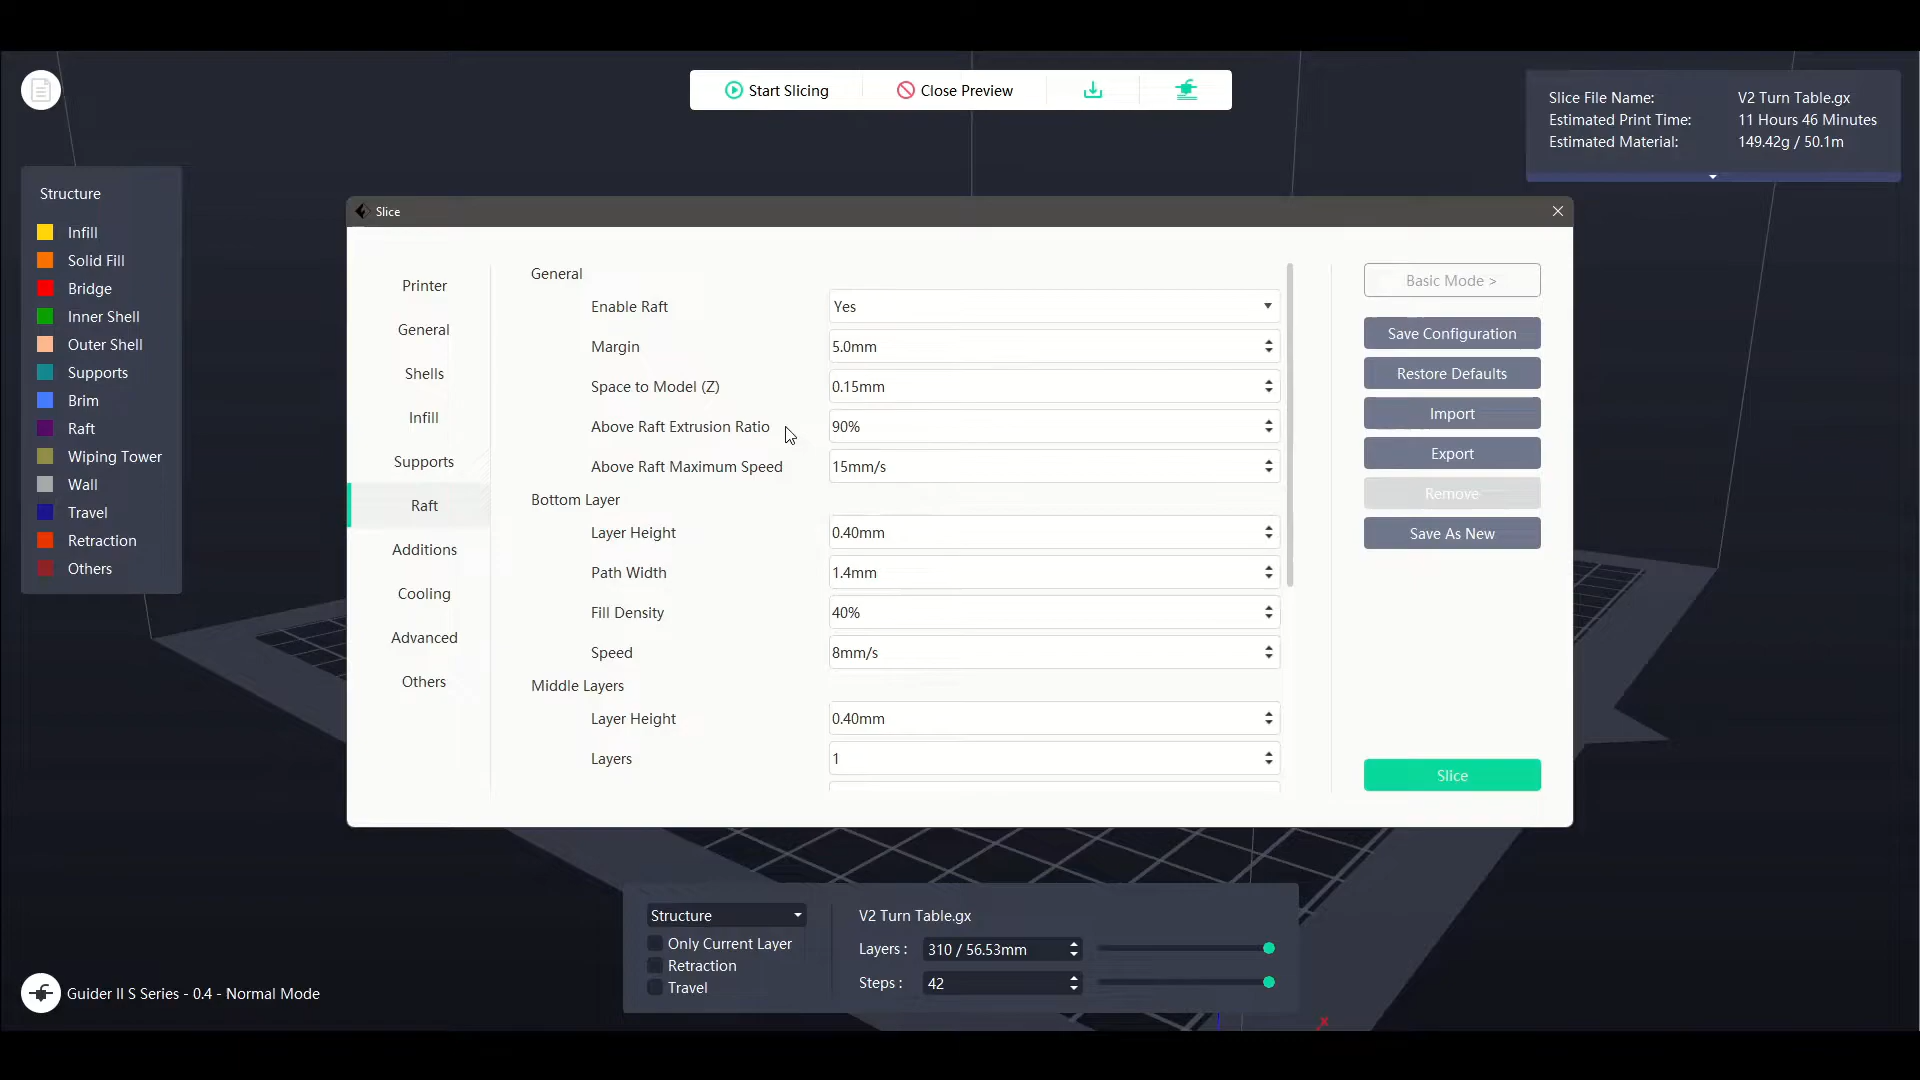 Start Slicing
Close Preview
Slice File Name: V2 Turn Table.gx
Estimated Print Time: 11 Hours 46 Minutes
Estimated Material: 149.42g / 50.1m
Structure
Infill
Solid Fill
Bridge
Inner Shell
Outer Shell
Supports
Brim
Raft
Wiping Tower
Wall
Travel
Retraction
Others
Slice
Printer
General
Shells
Infill
Supports
Raft
Additions
Cooling
Advanced
Others
General
Enable Raft Yes
Margin 5.0mm
Space to Model (Z) 0.15mm
Above Raft Extrusion Ratio 90%
Above Raft Maximum Speed 15mm/s
Bottom Layer
Layer Height 0.40mm
Path Width 1.4mm
Fill Density 40%
Speed 8mm/s
Middle Layers
Layer Height 0.40mm
Layers 1
Basic Mode >
Save Configuration
Restore Defaults
Import
Export
Remove
Save As New
Slice
Structure
Only Current Layer
Retraction
Travel
V2 Turn Table.gx
Layers : 310 / 56.53mm
Steps : 42
X
Guider II S Series - 0.4 - Normal Mode